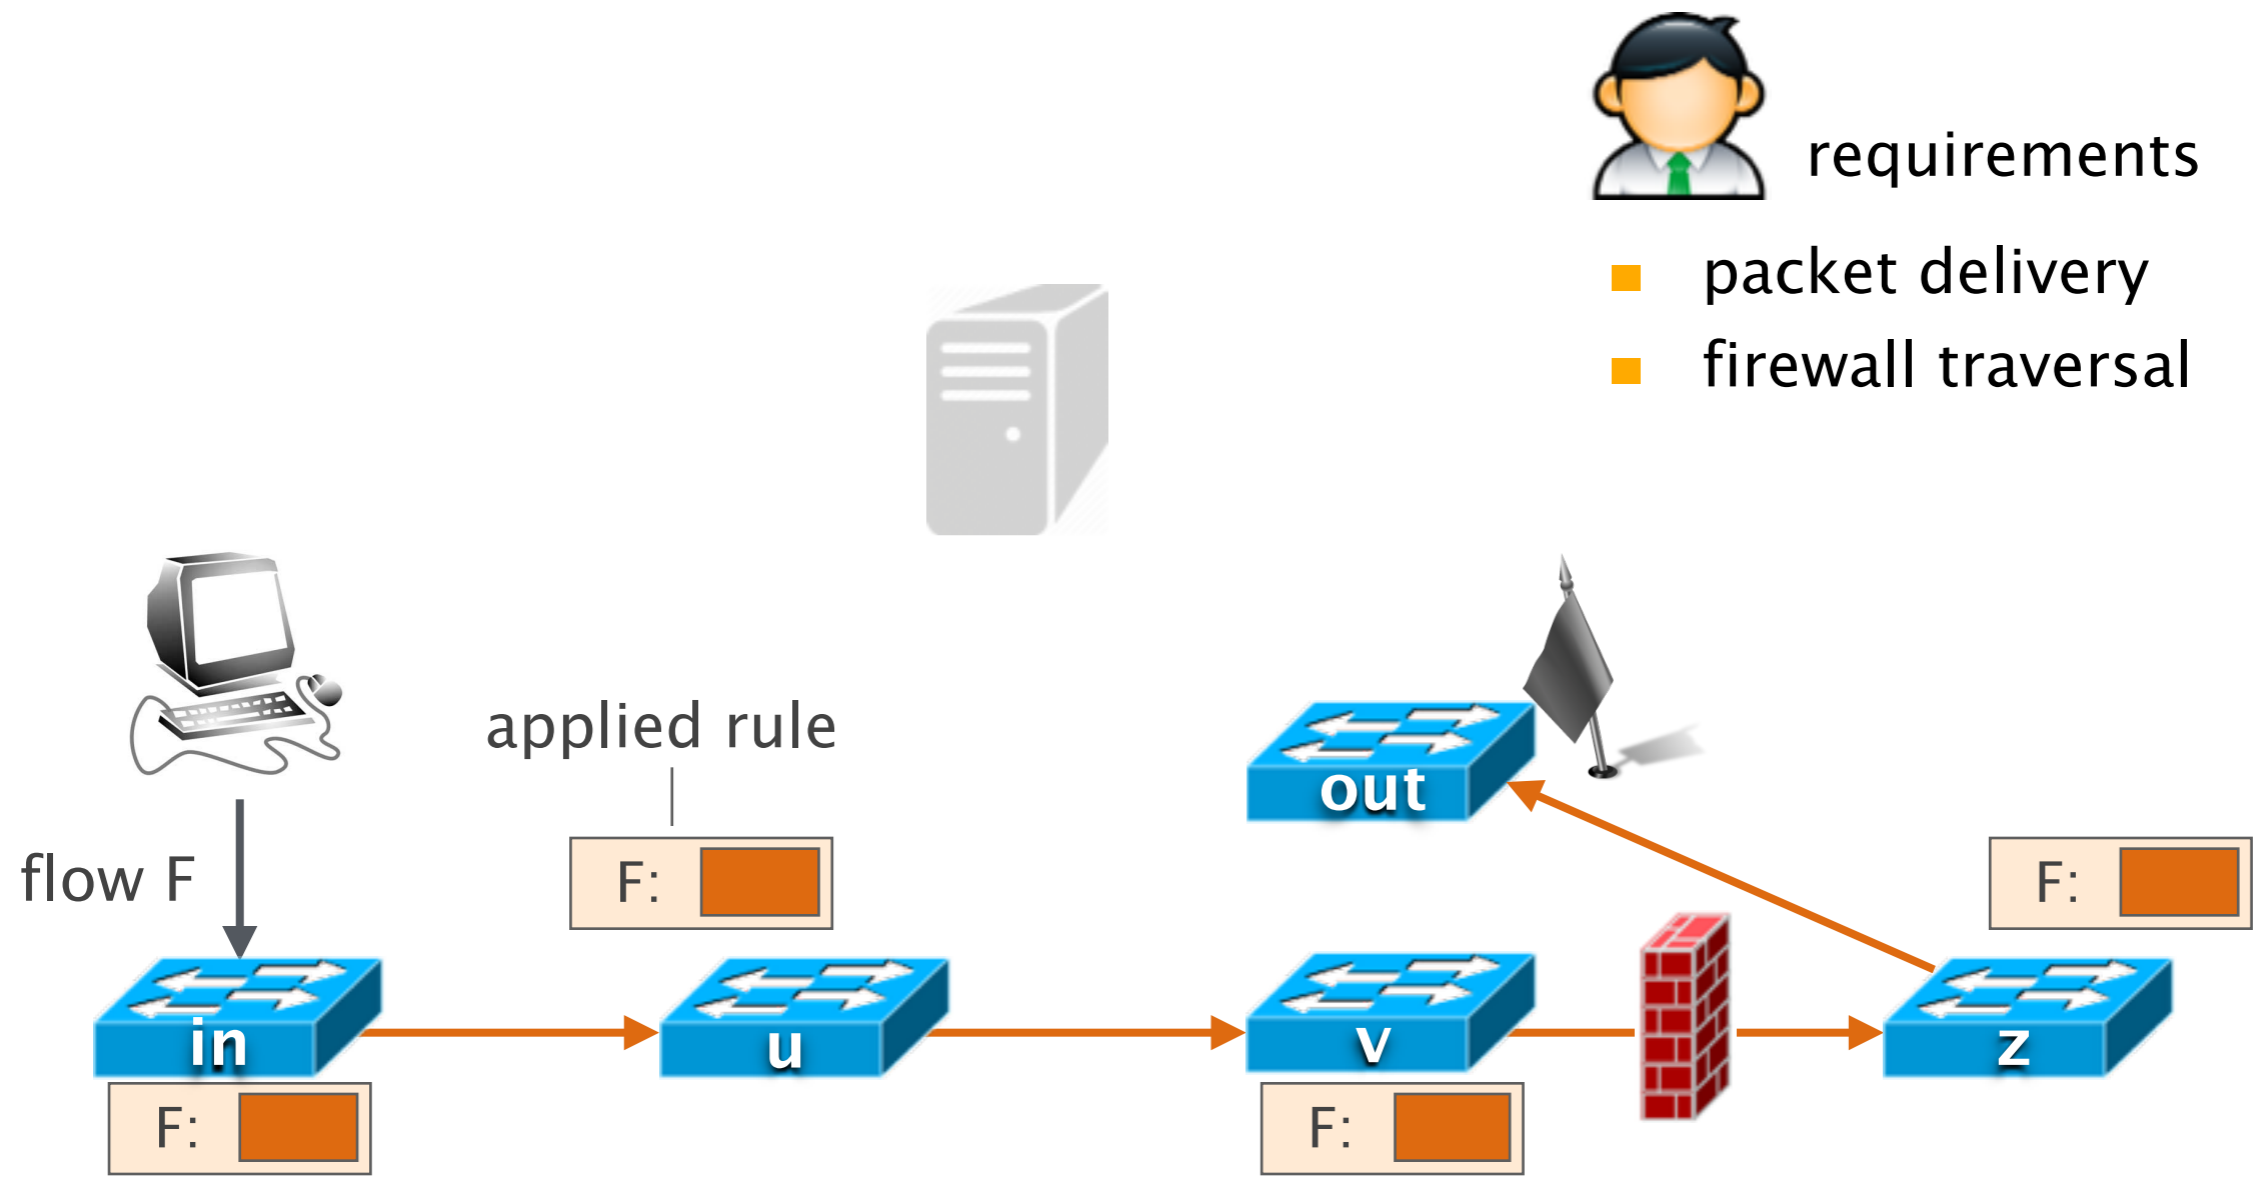 requirements
packet delivery
firewall traversal
applied rule
out
flow F
F:
F:
in
u
v
z
F:
F: